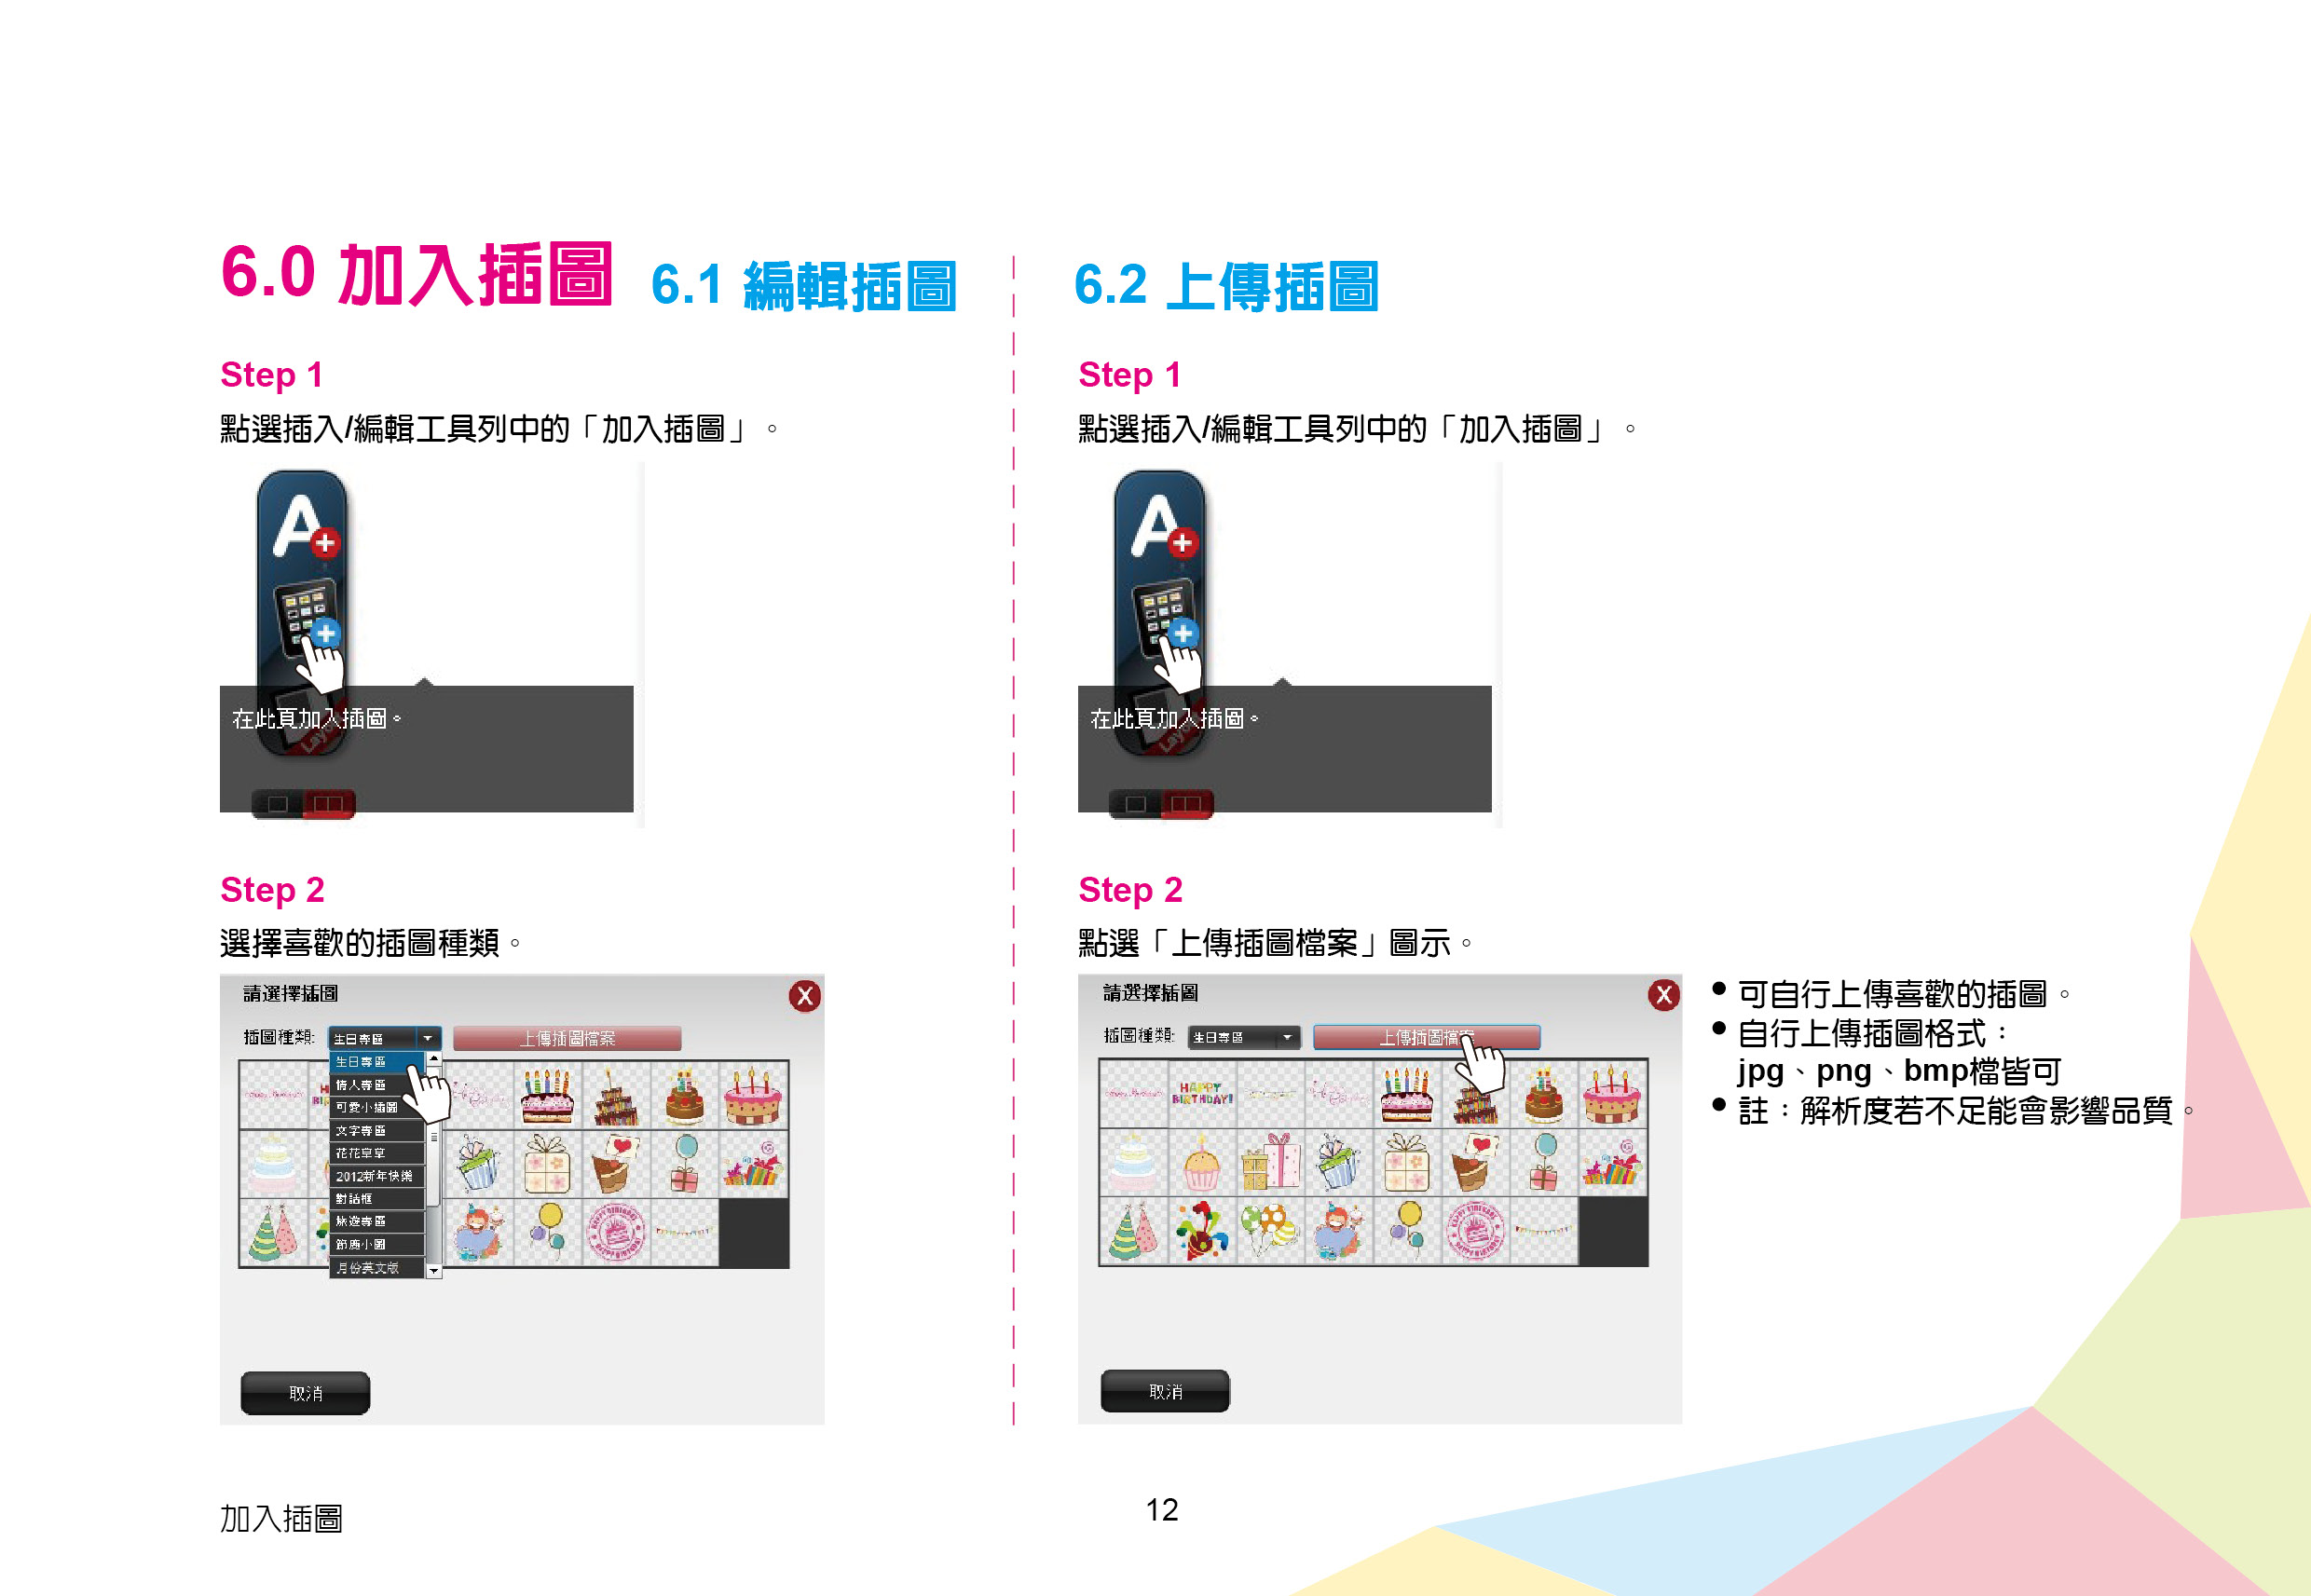 6.0 加入插圖 6.1 編輯插圖
Step 1
點選插入/編輯工具列中的「加入插圖」。
A
在此頁加入插圖。
Layou
Step 2
選擇喜歡的插圖種類。
請選擇插圖
X
插圖種類: 生日專區 上傳插圖檔案
生日專區
情人專區
可愛小插圖
文字專區
花花草草
2012新年快樂
對話框
旅遊專區
節慶小圖
月份英文版
取消
6.2 上傳插圖
Step 1
點選插入/編輯工具列中的「加入插圖」。
A
在此頁加入插圖。
Layou
Step 2
點選「上傳插圖檔案」圖示。
請選擇插圖
X
插圖種類: 生日專區 上傳插圖檔案
HAPPY
BIRTHDAY!
取消
• 可自行上傳喜歡的插圖。
• 自行上傳插圖格式：
jpg、png、bmp檔皆可
• 註：解析度若不足能會影響品質。
加入插圖
12